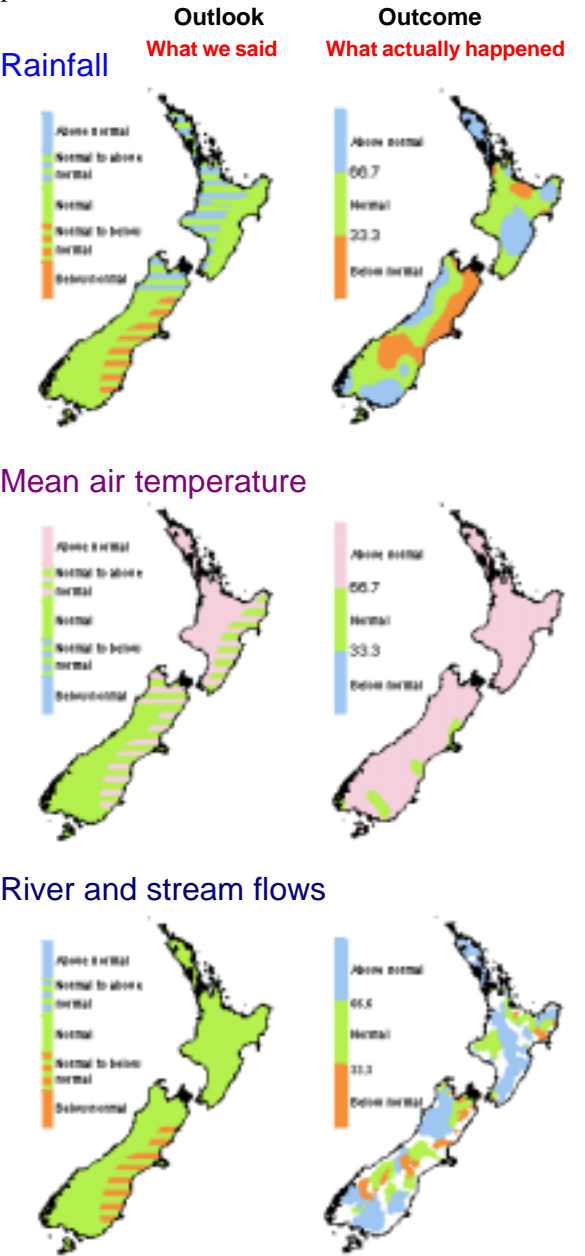 Outlook Outcome
What we said What actually happened
Rainfall
Above normal
Normal to above
normal
Normal
Normal to below
normal
Below normal
Above normal
66.7
Normal
33.3
Below normal
Mean air temperature
Above normal
Normal to above
normal
Normal
Normal to below
normal
Below normal
Above normal
66.7
Normal
33.3
Below normal
River and stream flows
Above normal
Normal to above
normal
Normal
Normal to below
normal
Below normal
Above normal
66.6
Normal
33.3
Below normal